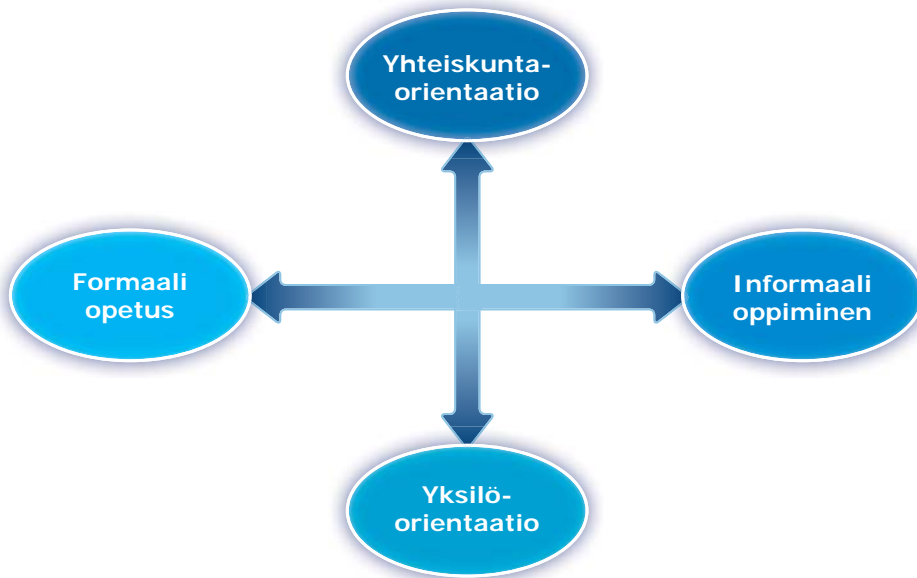 Yhteiskunta-
orientaatio
Formaali
opetus
Informaali
oppiminen
Yksilö-
orientaatio